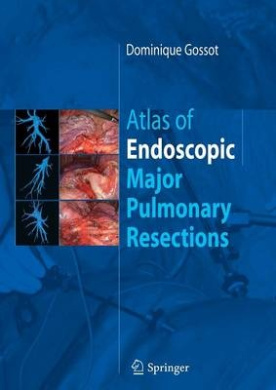 Dominique Gossot
Atlas of
Endoscopic
Major
Pulmonary
Resections
Springer